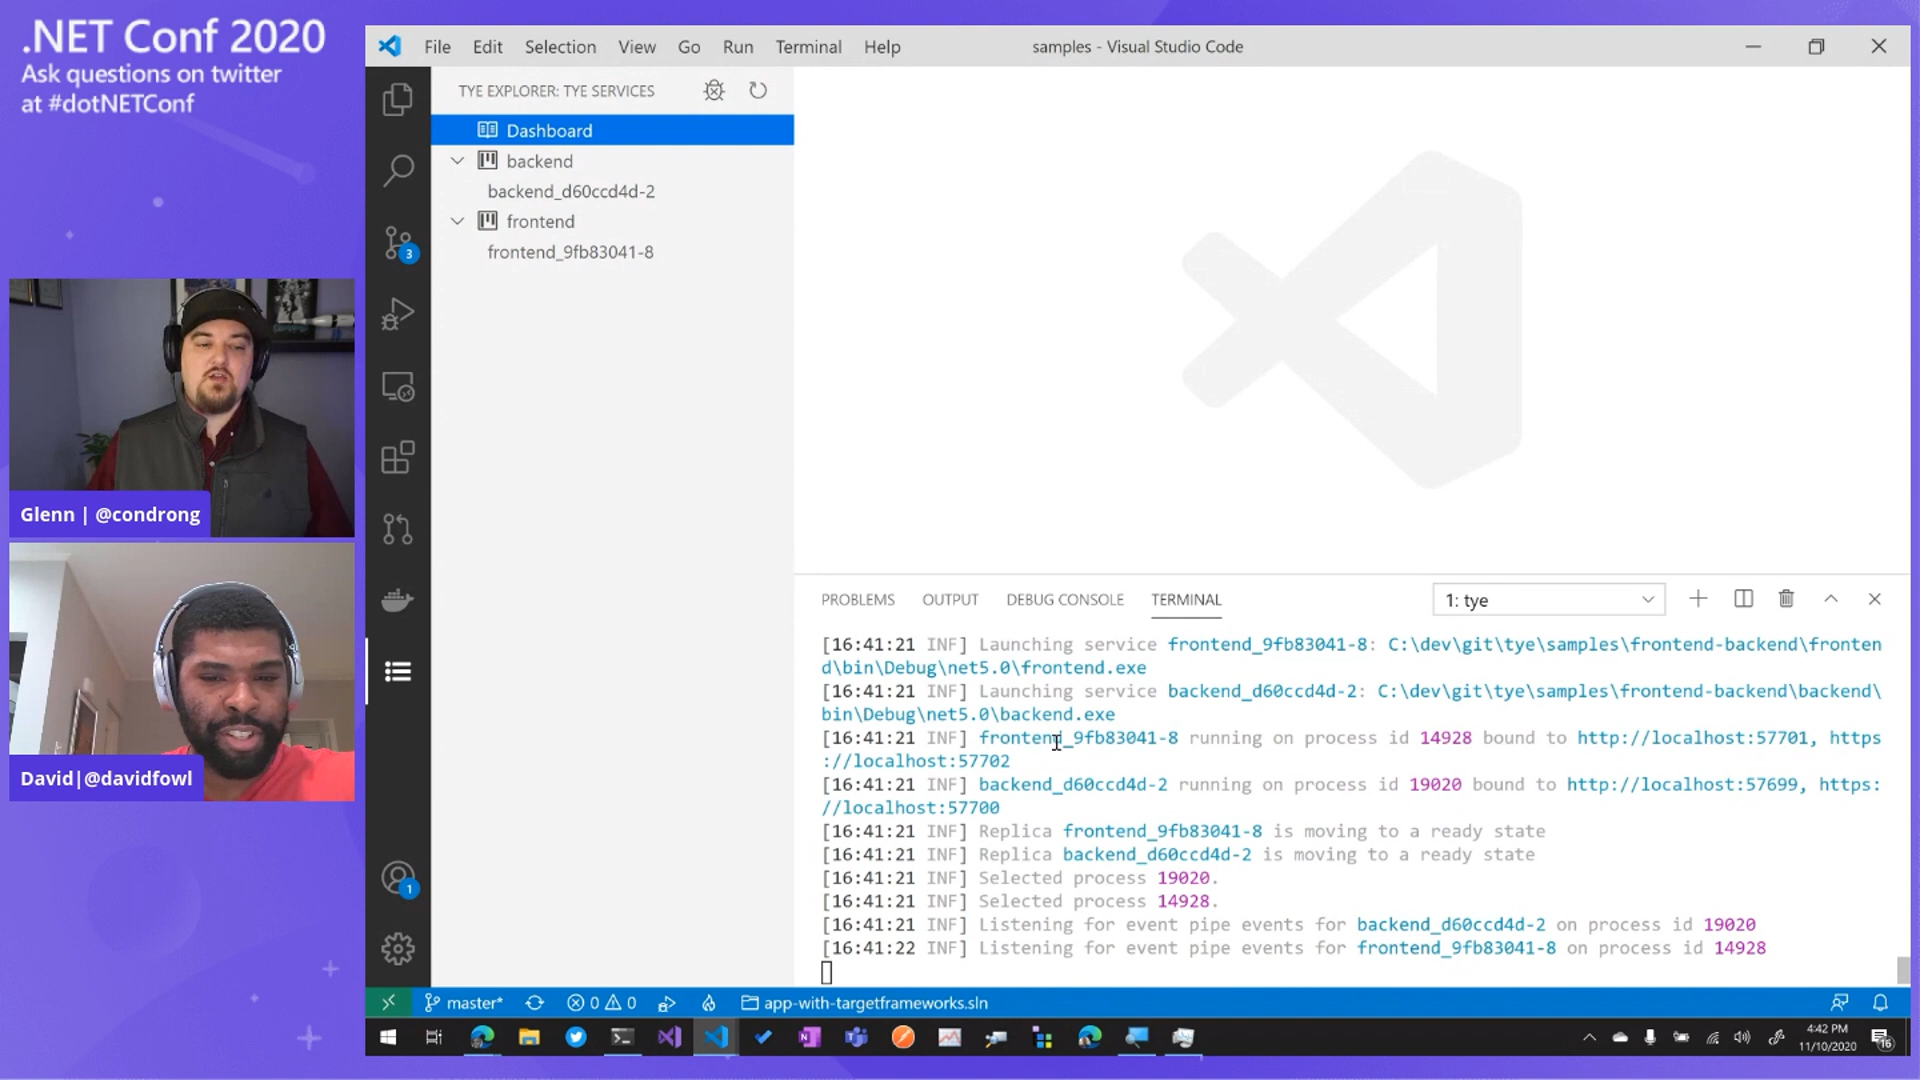 .NET Conf 2020
Ask questions on twitter
at #dotNETConf
Glenn | @condrong
David|@davidfowl
File Edit Selection View Go Run Terminal Help
samples - Visual Studio Code
TYE EXPLORER: TYE SERVICES
Dashboard
backend
backend_d60ccd4d-2
frontend
frontend_9fb83041-8
3
1
PROBLEMS OUTPUT DEBUG CONSOLE TERMINAL
1: tye
[16:41:21 INF] Launching service frontend_9fb83041-8: C:\dev\git\tye\samples\frontend-backend\fronten
d\bin\Debug\net5.0\frontend.exe
[16:41:21 INF] Launching service backend_d60ccd4d-2: C:\dev\git\tye\samples\frontend-backend\backend\
bin\Debug\net5.0\backend.exe
[16:41:21 INF] frontend_9fb83041-8 running on process id 14928 bound to http://localhost:57701, https
://localhost:57702
[16:41:21 INF] backend_d60ccd4d-2 running on process id 19020 bound to http://localhost:57699, https:
//localhost:57700
[16:41:21 INF] Replica frontend_9fb83041-8 is moving to a ready state
[16:41:21 INF] Replica backend_d60ccd4d-2 is moving to a ready state
[16:41:21 INF] Selected process 19020.
[16:41:21 INF] Selected process 14928.
[16:41:21 INF] Listening for event pipe events for backend_d60ccd4d-2 on process id 19020
[16:41:22 INF] Listening for event pipe events for frontend_9fb83041-8 on process id 14928
master* 0 0 app-with-targetframeworks.sln
4:42 PM
11/10/2020
16